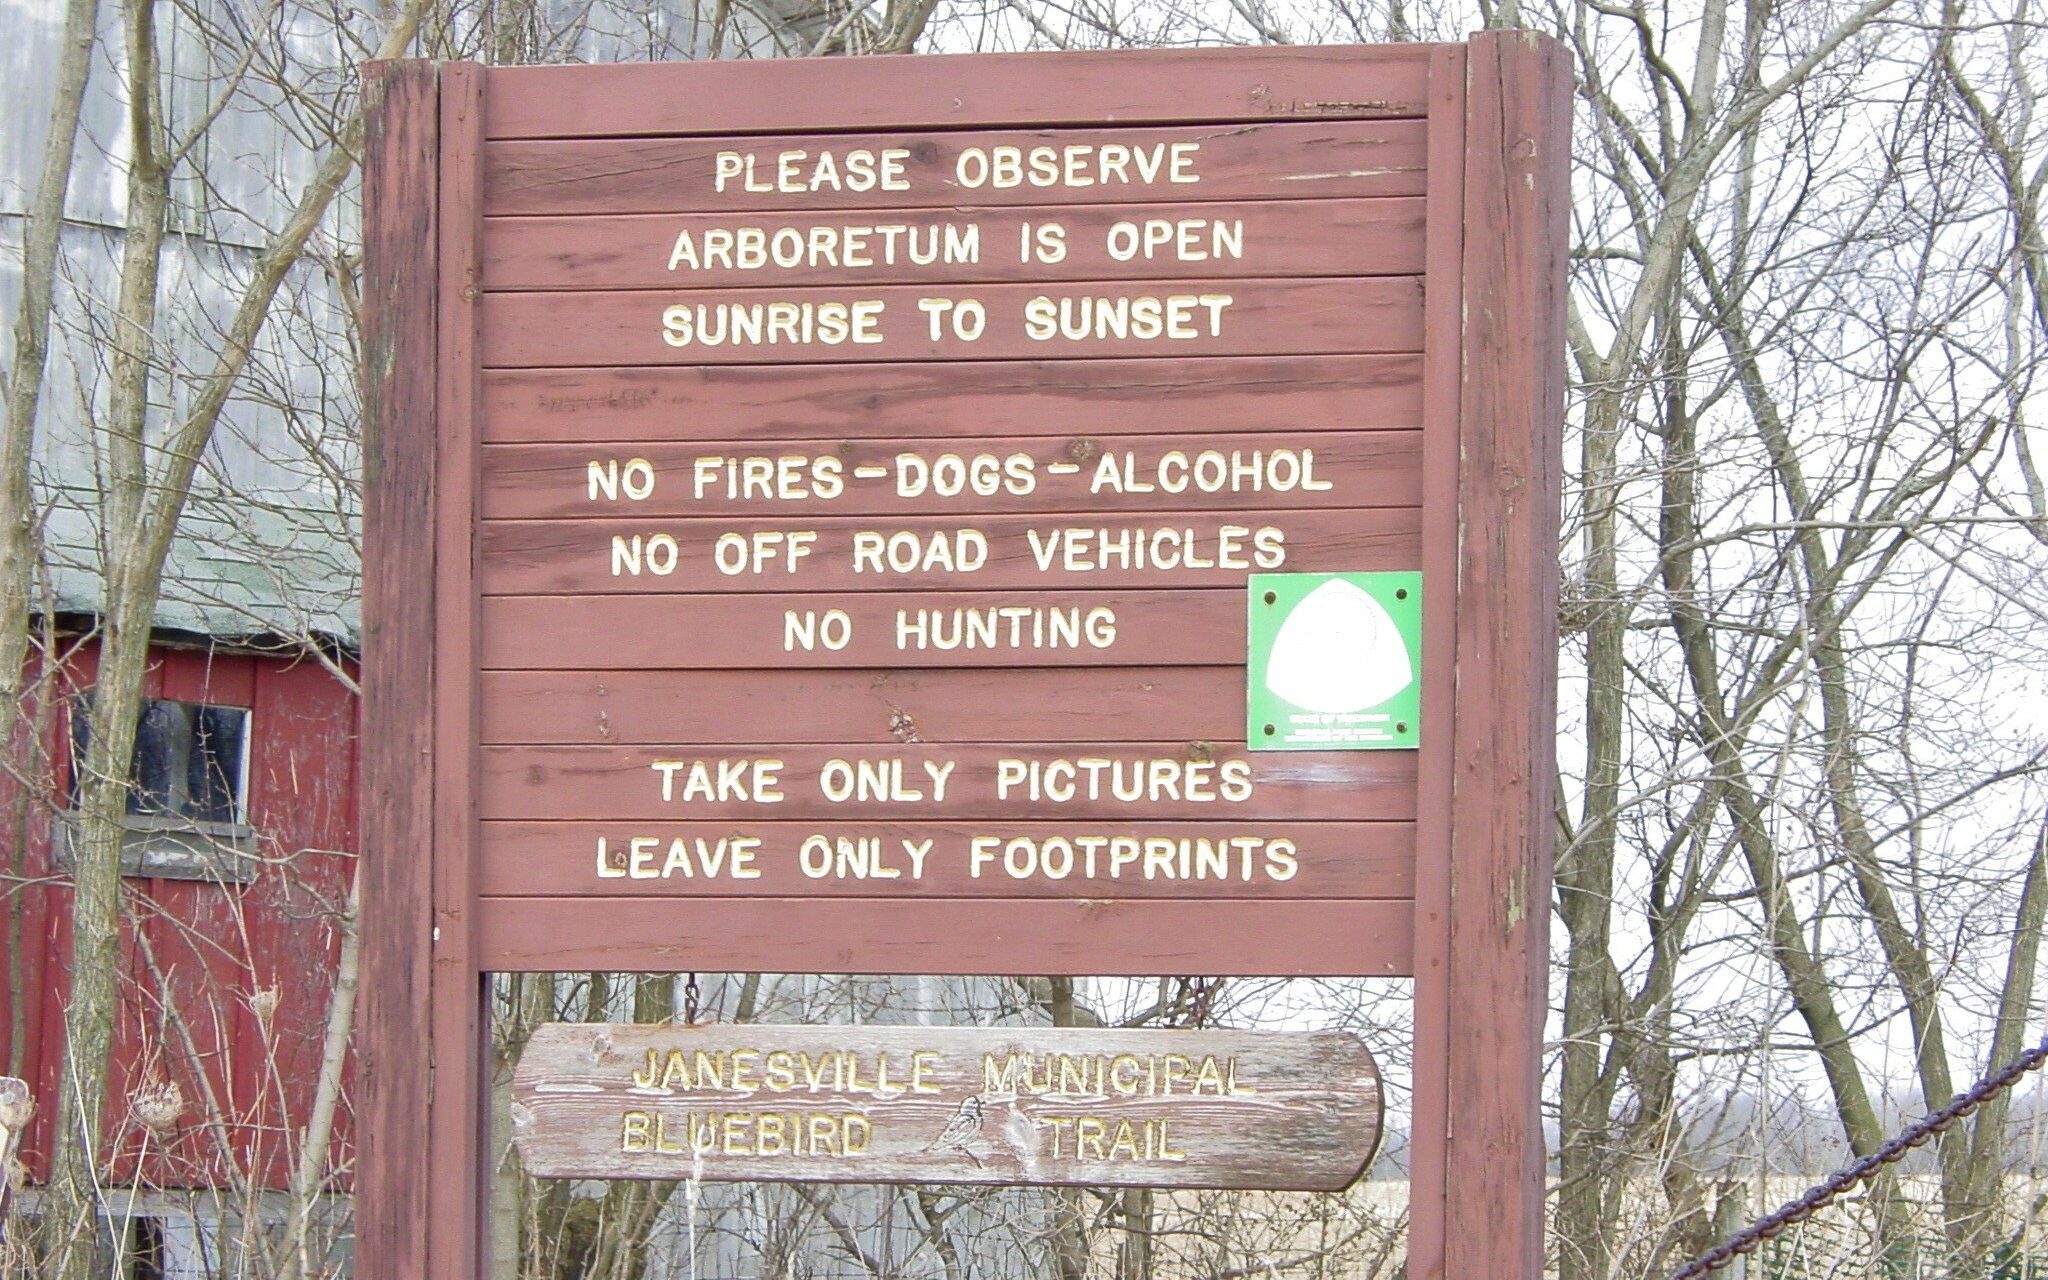 PLEASE OBSERVE
ARBORETUM IS OPEN
SUNRISE TO SUNSET
NO FIRES-DOGS-ALCOHOL
NO OFF ROAD VEHICLES
NO HUNTING
TAKE ONLY PICTURES
LEAVE ONLY FOOTPRINTS
JANESVILLE MUNICIPAL
BLUEBIRD TRAIL